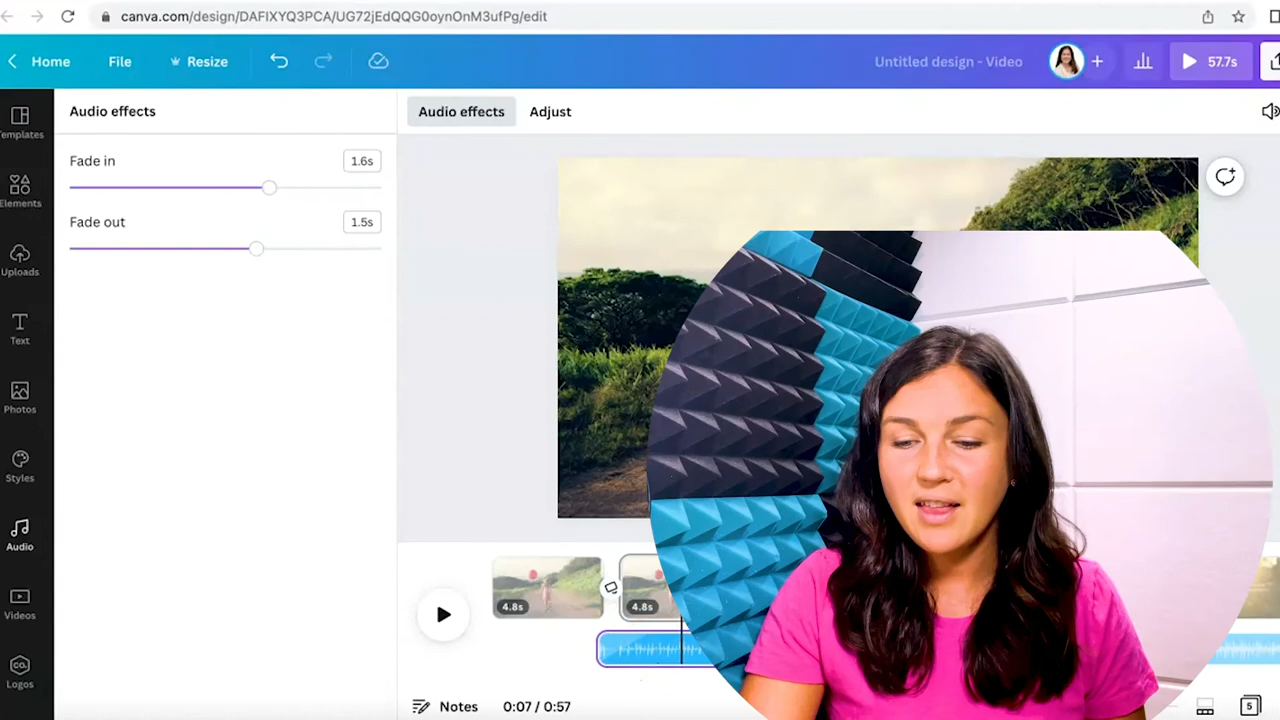 canva.com/design/DAFIXYQ3PCA/UG72jEdQQG0oynOnM3ufPg/edit
Home File Resize Untitled design - Video + 57.7s
Templates
Elements
Uploads
Text
Photos
Styles
Audio
Videos
CO.
Logos
Audio effects
Fade in 1.6s
Fade out 1.5s
Audio effects Adjust
4.8s 4.8s
Notes 0:07 / 0:57 5